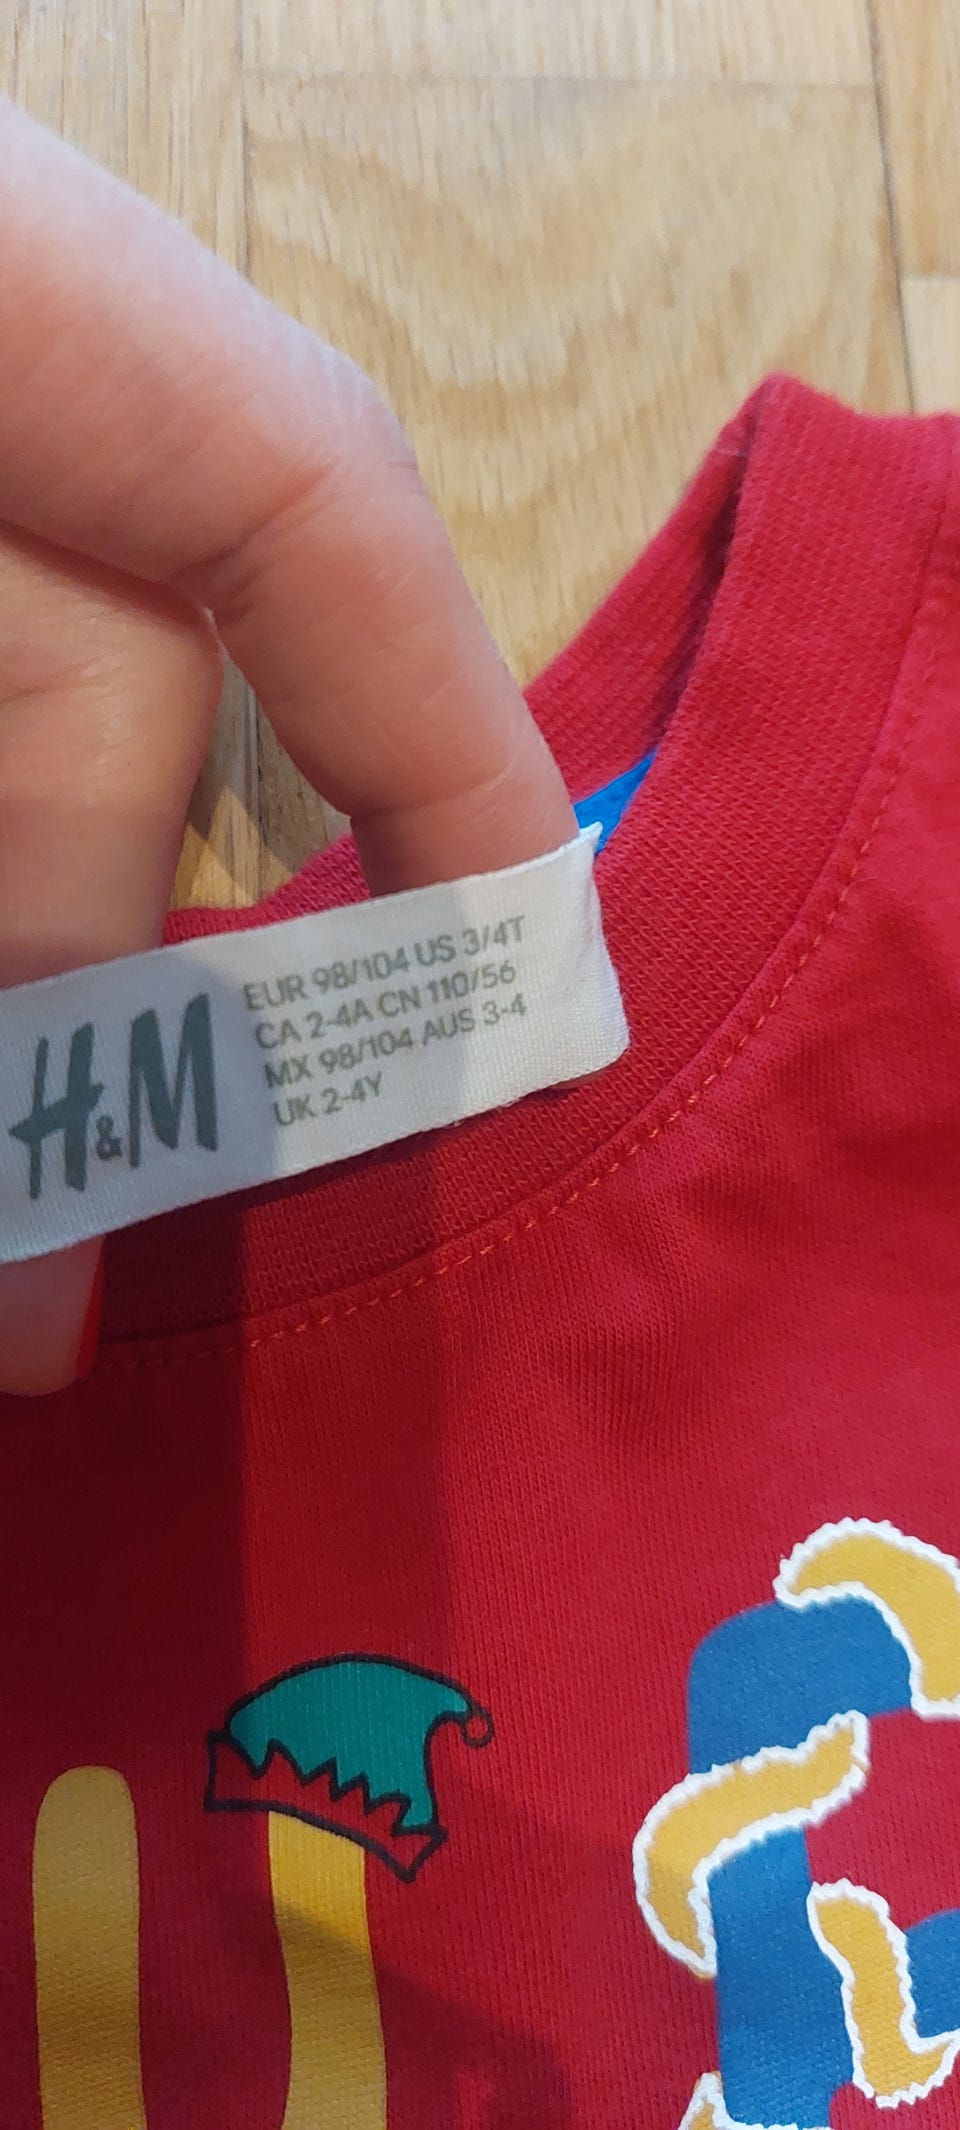 H&M
EUR 98/104 US 3/4T
CA 2-4A CN 110/56
MX 98/104 AUS 3-4
UK 2-4Y